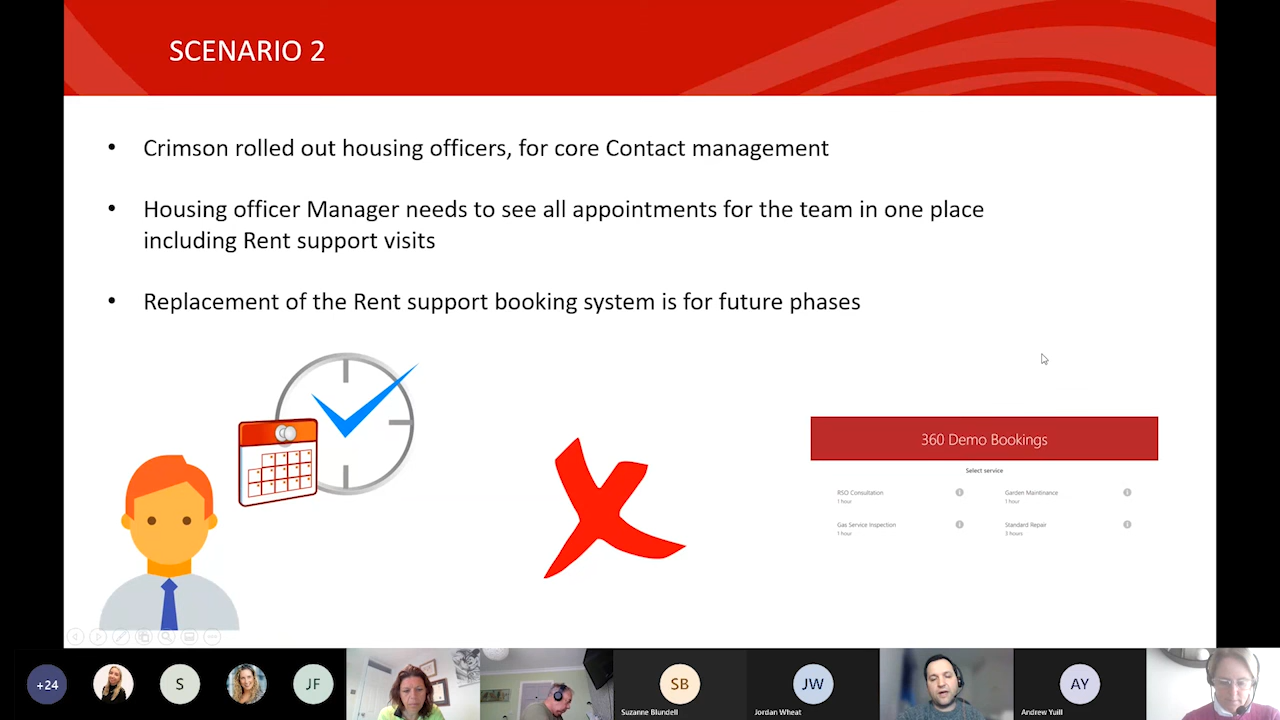 SCENARIO 2
• Crimson rolled out housing officers, for core Contact management
• Housing officer Manager needs to see all appointments for the team in one place
including Rent support visits
• Replacement of the Rent support booking system is for future phases
360 Demo Bookings
Select service
RSO Consultation
1 hour
Garden Maintinance
1 hour
Gas Service Inspection
1 hour
Standard Repair
3 hours
+24
S
JF
SB
Suzanne Blundell
JW
Jordan Wheat
AY
Andrew Yuill